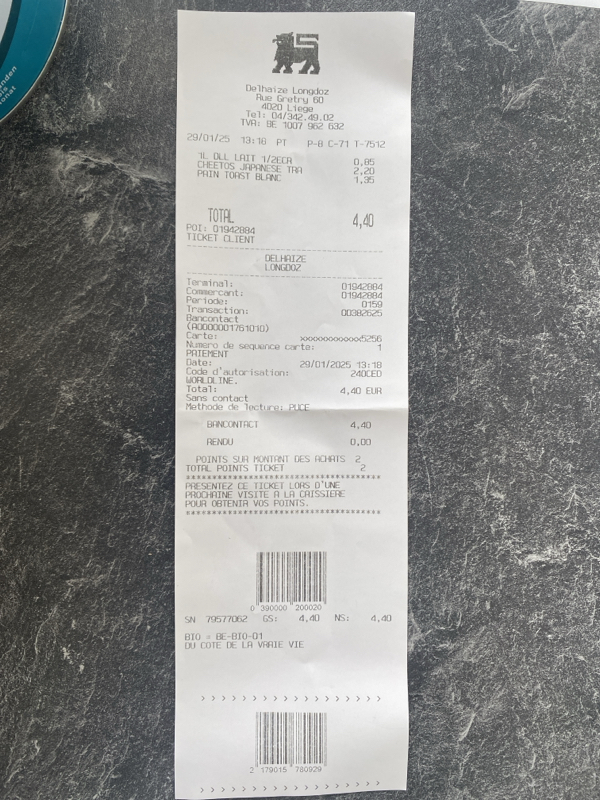 Delhaize Longdoz
Rue Gretry 60
4020 Liege
Tel: 04/342.49.02
TVA: BE 1007 962 632
29/01/25 13:16 PT P-8 C-71 T-7512
1L DLL LAIT 1/2ECR 0,85
CHEETOS JAPANESE TRA 2,20
PAIN TOAST BLANC 1,35
TOTAL 4,40
POI: 01942884
TICKET CLIENT
DELHAIZE
LONGDOZ
Terminal: 01942884
Commercant: 01942884
Periode: 0159
Transaction: 00382625
Bancontact
(A0000001761010)
Carte: xxxxxxxxxxxx5256
Numero de sequence carte: 1
PAIEMENT
Date: 29/01/2025 13:18
Code d'autorisation: 240CEO
WORLDLINE.
Total: 4,40 EUR
Sans contact
Methode de lecture: PUCE
BANCONTACT 4,40
RENDU 0,00
POINTS SUR MONTANT DES ACHATS 2
TOTAL POINTS TICKET 2
PRESENTEZ CE TICKET LORS D'UNE
PROCHAINE VISITE A LA CAISSIERE
POUR OBTENIR VOS POINTS.
0 390000 200020
SN 79577062 GS: 4,40 NS: 4,40
BIO = BE-BIO-01
DU COTE DE LA VRAIE VIE
2 179015 780929